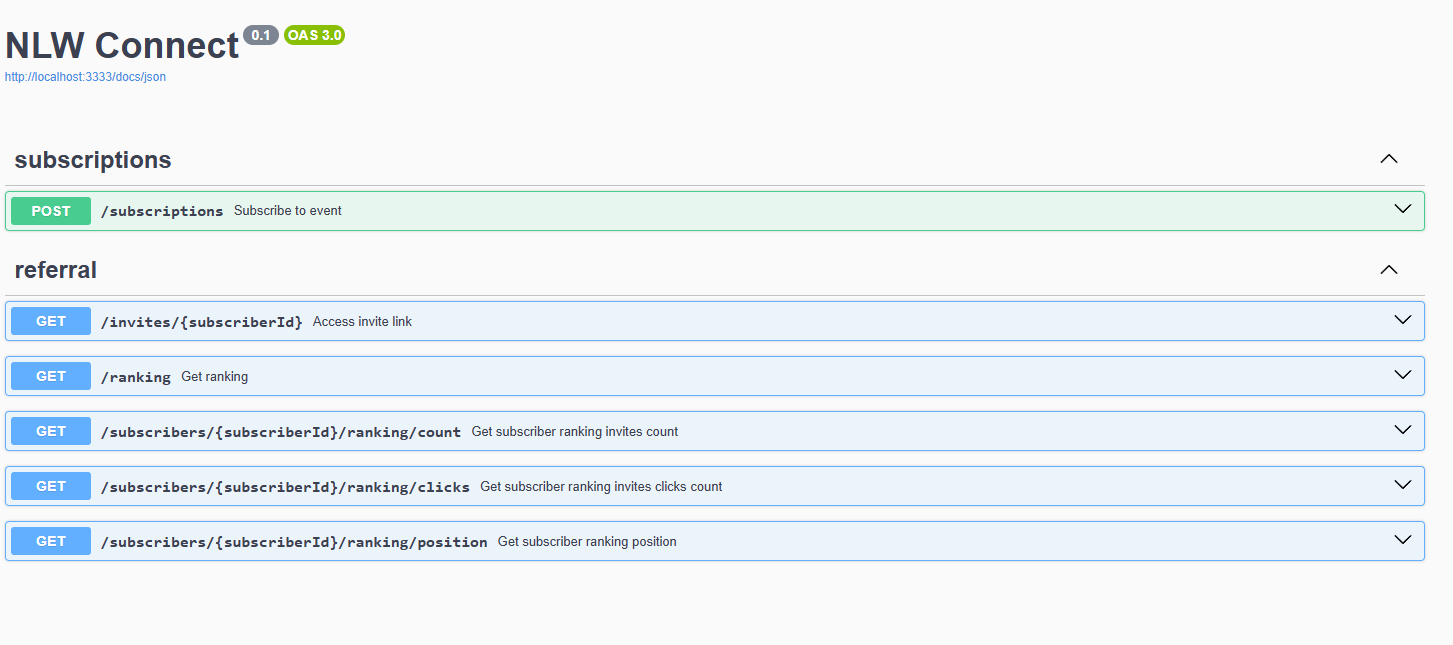 NLW Connect 0.1 OAS 3.0
http://localhost:3333/docs/json
subscriptions
POST /subscriptions Subscribe to event
referral
GET /invites/{subscriberId} Access invite link
GET /ranking Get ranking
GET /subscribers/{subscriberId}/ranking/count Get subscriber ranking invites count
GET /subscribers/{subscriberId}/ranking/clicks Get subscriber ranking invites clicks count
GET /subscribers/{subscriberId}/ranking/position Get subscriber ranking position